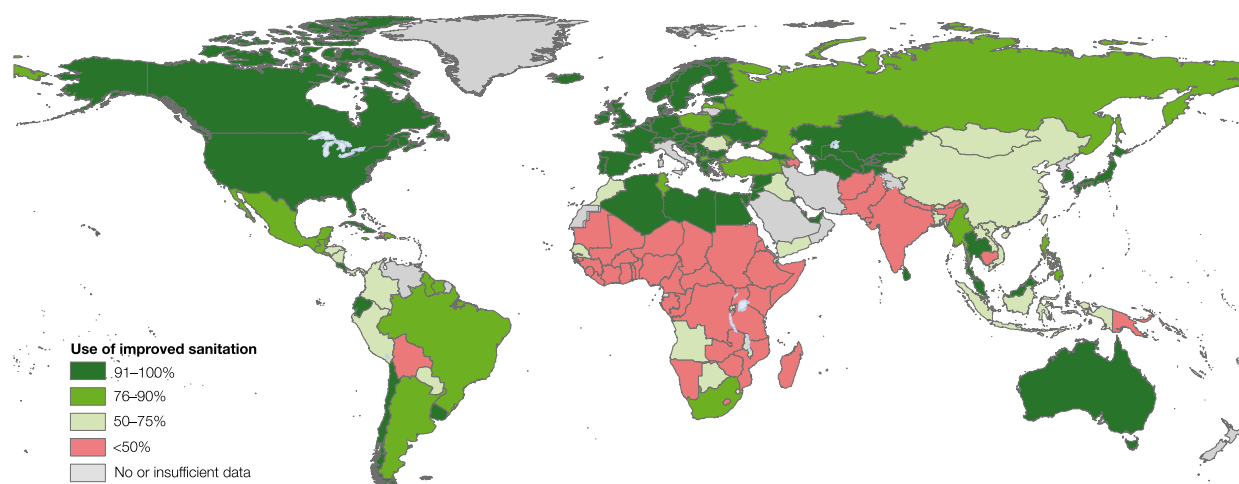 Use of improved sanitation
91–100%
76–90%
50–75%
<50%
No or insufficient data